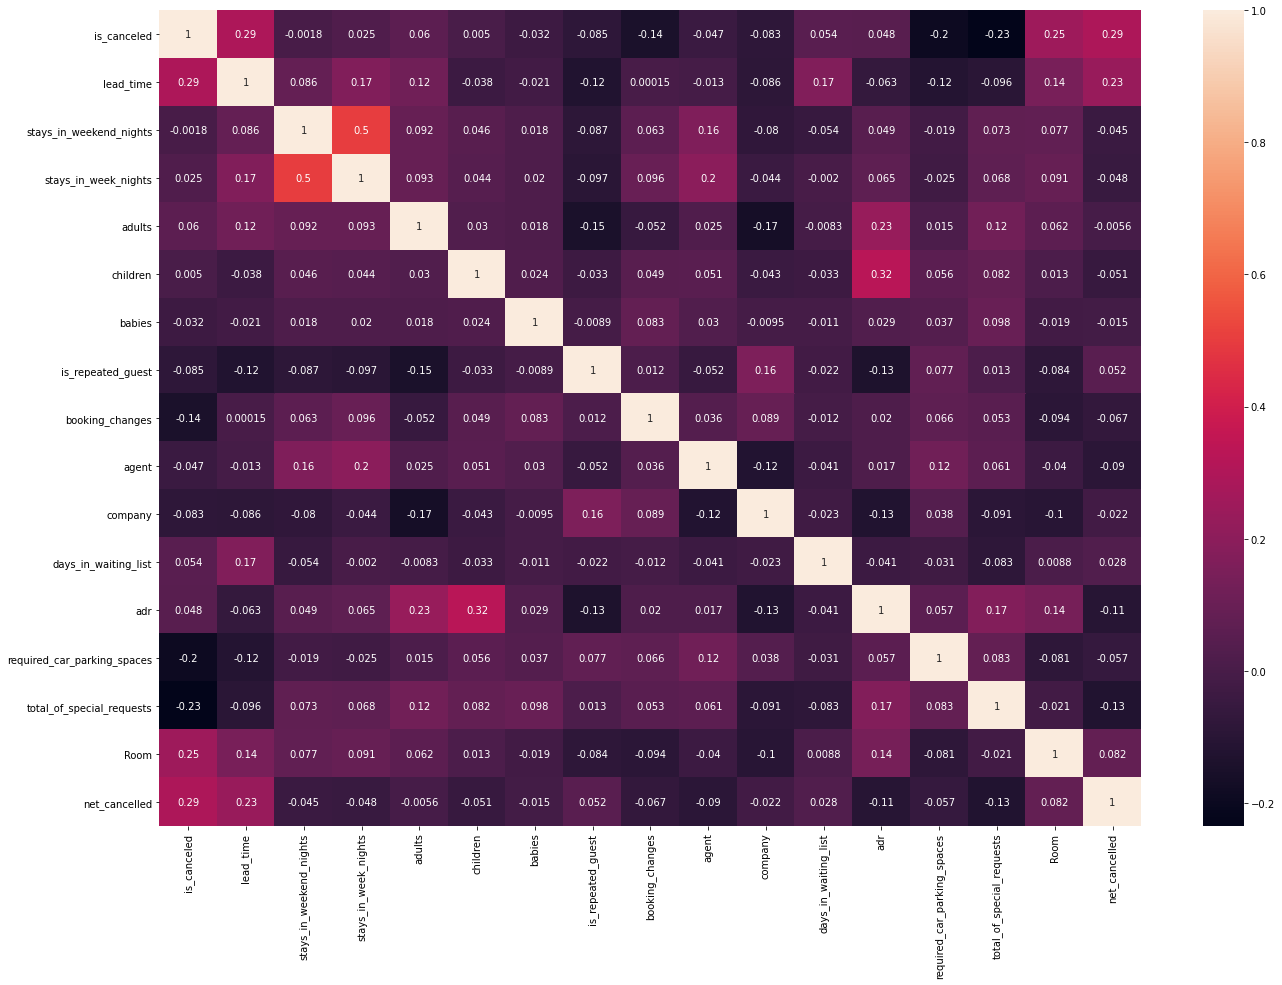 is_canceled 1 0.29 -0.0018 0.025 0.06 0.005 -0.032 -0.085 -0.14 -0.047 -0.083 0.054 0.048 -0.2 -0.23 0.25 0.29
lead_time 0.29 1 0.086 0.17 0.12 -0.038 -0.021 -0.12 0.00015 -0.013 -0.086 0.17 -0.063 -0.12 -0.096 0.14 0.23
stays_in_weekend_nights -0.0018 0.086 1 0.5 0.092 0.046 0.018 -0.087 0.063 0.16 -0.08 -0.054 0.049 -0.019 0.073 0.077 -0.045
stays_in_week_nights 0.025 0.17 0.5 1 0.093 0.044 0.02 -0.097 0.096 0.2 -0.044 -0.002 0.065 -0.025 0.068 0.091 -0.048
adults 0.06 0.12 0.092 0.093 1 0.03 0.018 -0.15 -0.052 0.025 -0.17 -0.0083 0.23 0.015 0.12 0.062 -0.0056
children 0.005 -0.038 0.046 0.044 0.03 1 0.024 -0.033 0.049 0.051 -0.043 -0.033 0.32 0.056 0.082 0.013 -0.051
babies -0.032 -0.021 0.018 0.02 0.018 0.024 1 -0.0089 0.083 0.03 -0.0095 -0.011 0.029 0.037 0.098 -0.019 -0.015
is_repeated_guest -0.085 -0.12 -0.087 -0.097 -0.15 -0.033 -0.0089 1 0.012 -0.052 0.16 -0.022 -0.13 0.077 0.013 -0.084 0.052
booking_changes -0.14 0.00015 0.063 0.096 -0.052 0.049 0.083 0.012 1 0.036 0.089 -0.012 0.02 0.066 0.053 -0.094 -0.067
agent -0.047 -0.013 0.16 0.2 0.025 0.051 0.03 -0.052 0.036 1 -0.12 -0.041 0.017 0.12 0.061 -0.04 -0.09
company -0.083 -0.086 -0.08 -0.044 -0.17 -0.043 -0.0095 0.16 0.089 -0.12 1 -0.023 -0.13 0.038 -0.091 -0.1 -0.022
days_in_waiting_list 0.054 0.17 -0.054 -0.002 -0.0083 -0.033 -0.011 -0.022 -0.012 -0.041 -0.023 1 -0.041 -0.031 -0.083 0.0088 0.028
adr 0.048 -0.063 0.049 0.065 0.23 0.32 0.029 -0.13 0.02 0.017 -0.13 -0.041 1 0.057 0.17 0.14 -0.11
required_car_parking_spaces -0.2 -0.12 -0.019 -0.025 0.015 0.056 0.037 0.077 0.066 0.12 0.038 -0.031 0.057 1 0.083 -0.081 -0.057
total_of_special_requests -0.23 -0.096 0.073 0.068 0.12 0.082 0.098 0.013 0.053 0.061 -0.091 -0.083 0.17 0.083 1 -0.021 -0.13
Room 0.25 0.14 0.077 0.091 0.062 0.013 -0.019 -0.084 -0.094 -0.04 -0.1 0.0088 0.14 -0.081 -0.021 1 0.082
net_cancelled 0.29 0.23 -0.045 -0.048 -0.0056 -0.051 -0.015 0.052 -0.067 -0.09 -0.022 0.028 -0.11 -0.057 -0.13 0.082 1
is_canceled
lead_time
stays_in_weekend_nights
stays_in_week_nights
adults
children
babies
is_repeated_guest
booking_changes
agent
company
days_in_waiting_list
adr
required_car_parking_spaces
total_of_special_requests
Room
net_cancelled
1.0
0.8
0.6
0.4
0.2
0.0
−0.2